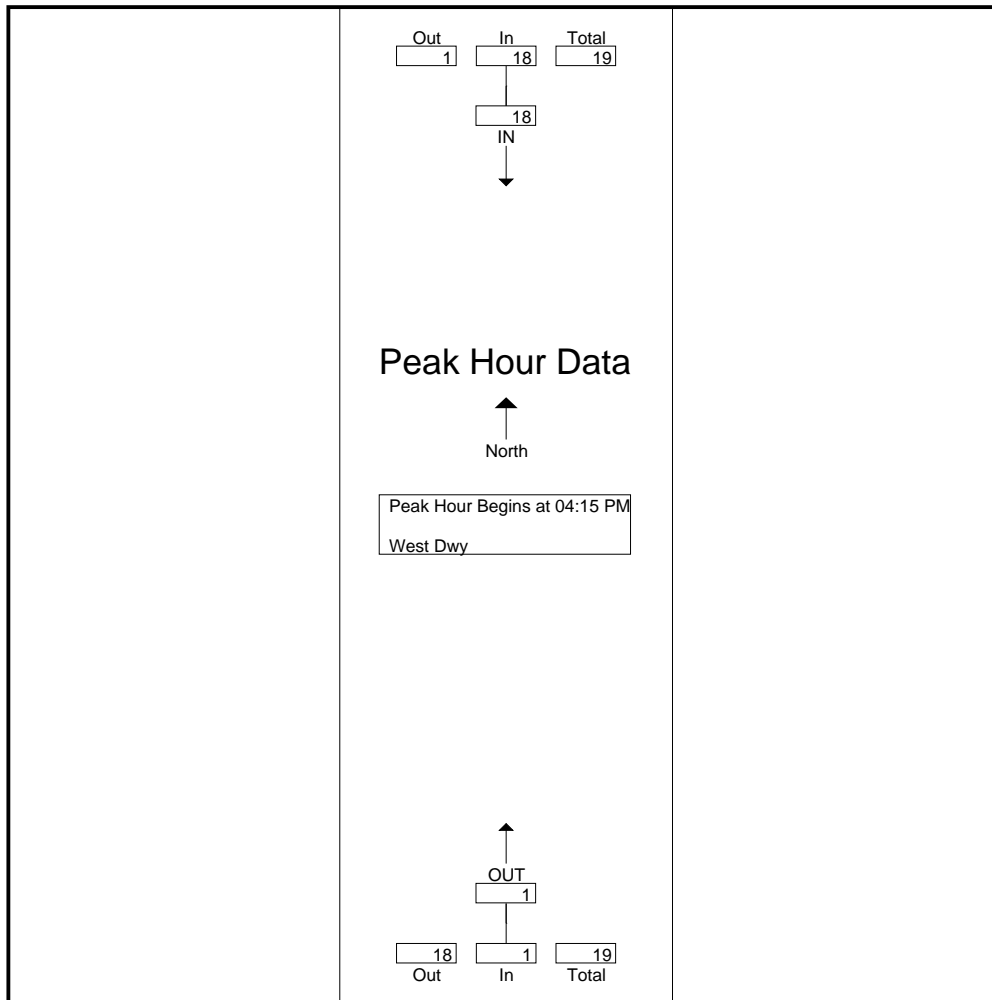 Out In Total
1 18 19
18
IN
Peak Hour Data
North
Peak Hour Begins at 04:15 PM
West Dwy
OUT
1
18 1 19
Out In Total